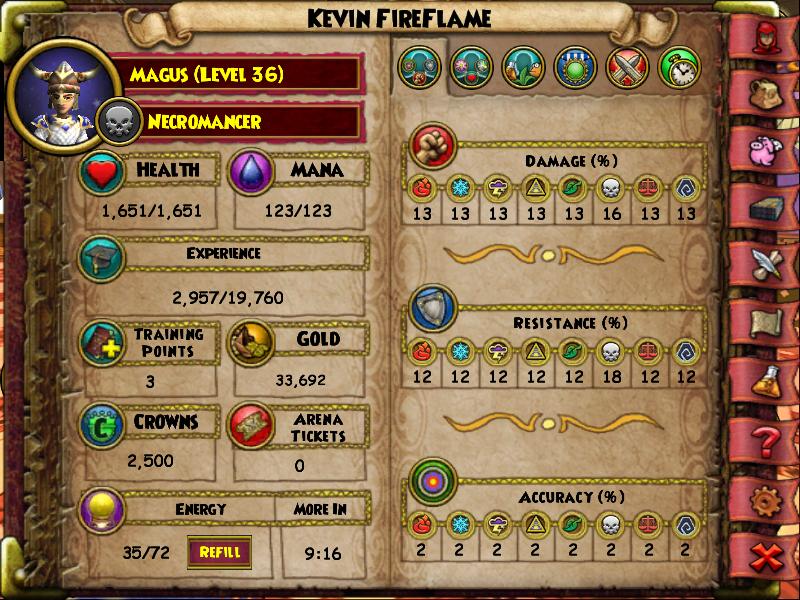 Kevin FireFlame
Magus (Level 36)
Necromancer
Health
Mana
1,651/1,651
123/123
Experience
2,957/19,760
Training Points
Gold
3
33,692
Crowns
Arena Tickets
2,500
0
Energy
More In
35/72
Refill
9:16
Damage (%)
13 13 13 13 13 16 13 13
Resistance (%)
12 12 12 12 12 18 12 12
Accuracy (%)
2 2 2 2 2 2 2 2